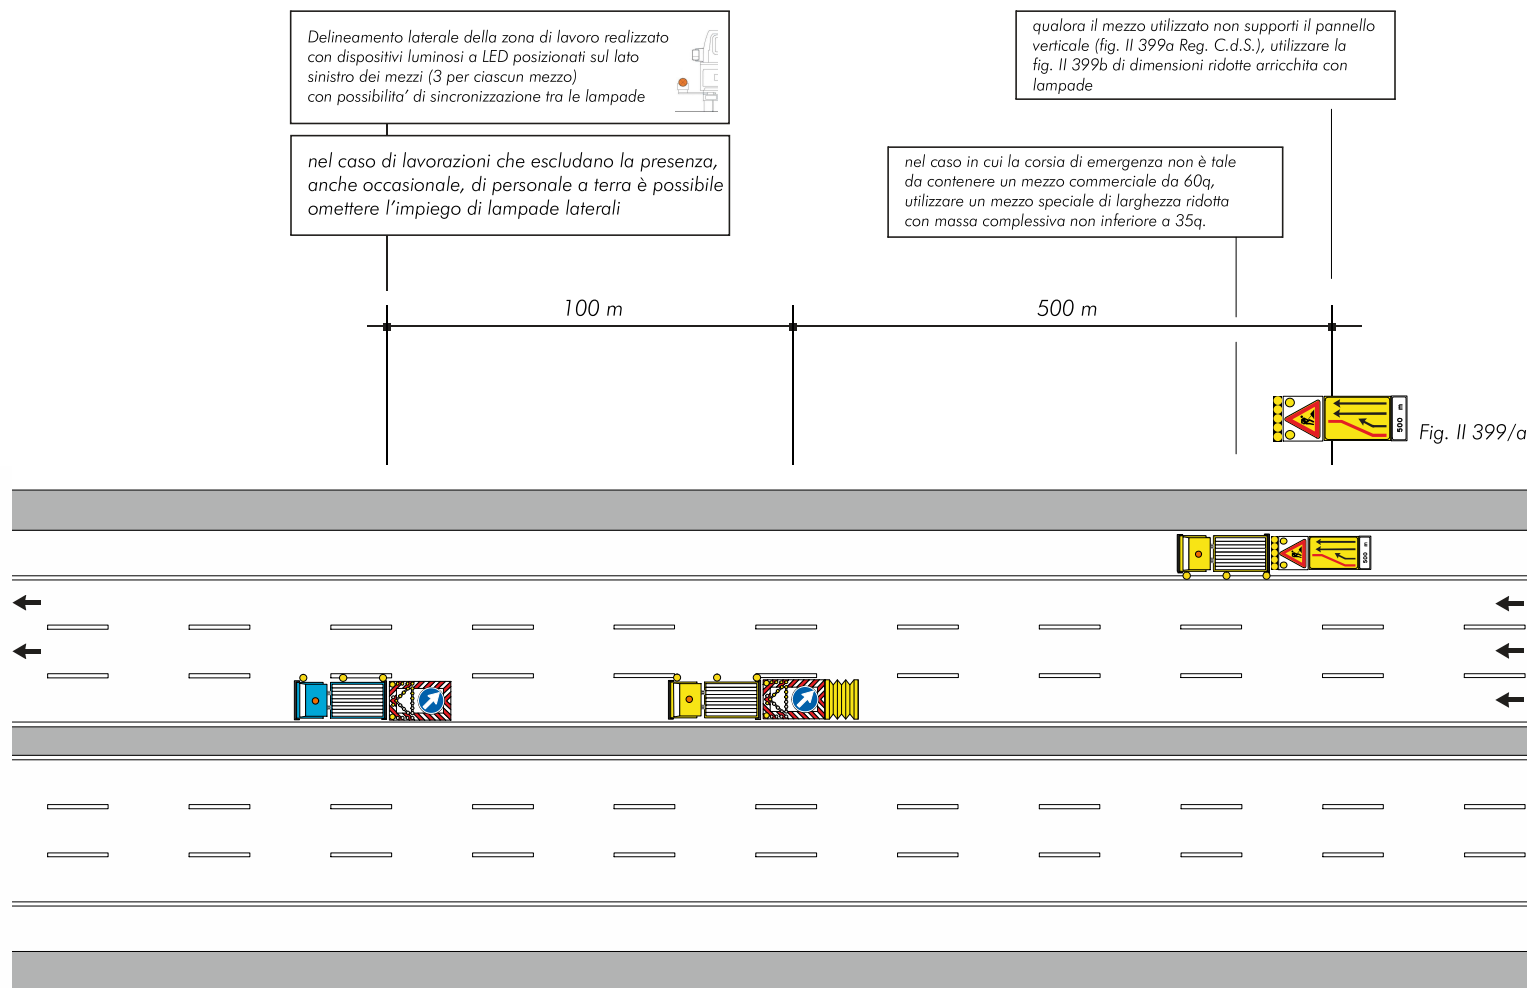 Delineamento laterale della zona di lavoro realizzato
con dispositivi luminosi a LED posizionati sul lato
sinistro dei mezzi (3 per ciascun mezzo)
con possibilita' di sincronizzazione tra le lampade
nel caso di lavorazioni che escludano la presenza,
anche occasionale, di personale a terra è possibile
omettere l'impiego di lampade laterali
qualora il mezzo utilizzato non supporti il pannello
verticale (fig. II 399a Reg. C.d.S.), utilizzare la
fig. II 399b di dimensioni ridotte arricchita con
lampade
nel caso in cui la corsia di emergenza non è tale
da contenere un mezzo commerciale da 60q,
utilizzare un mezzo speciale di larghezza ridotta
con massa complessiva non inferiore a 35q.
100 m
500 m
500 m
Fig. II 399/a
500 m